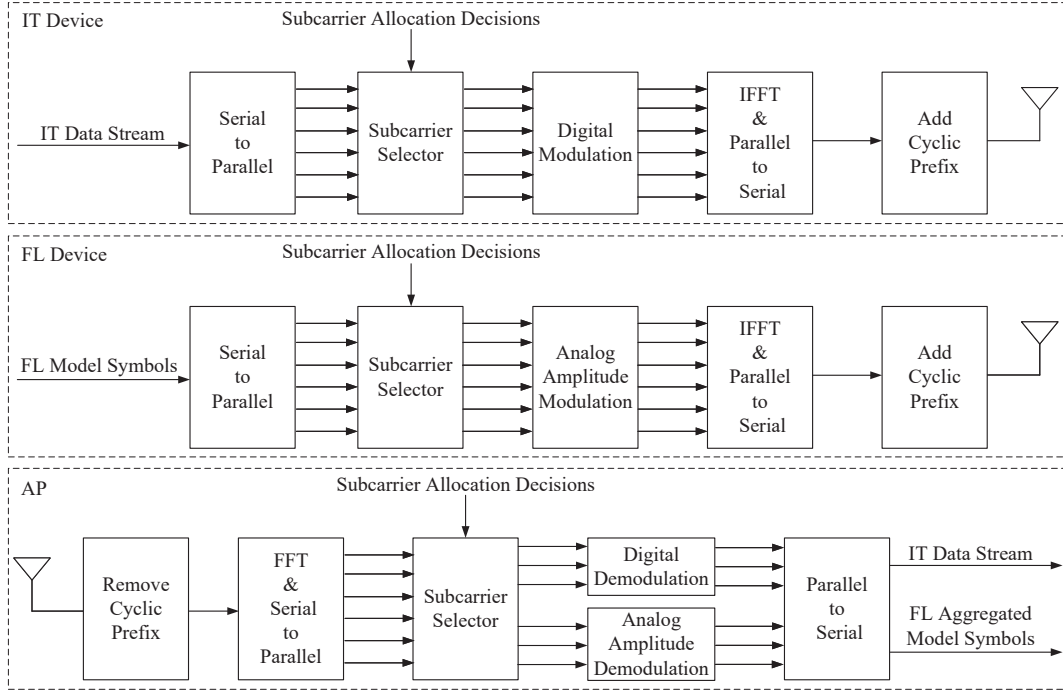 IT Device
Subcarrier Allocation Decisions
IT Data Stream
Serial
to
Parallel
Subcarrier
Selector
Digital
Modulation
IFFT
&
Parallel
to
Serial
Add
Cyclic
Prefix
FL Device
Subcarrier Allocation Decisions
FL Model Symbols
Serial
to
Parallel
Subcarrier
Selector
Analog
Amplitude
Modulation
IFFT
&
Parallel
to
Serial
Add
Cyclic
Prefix
AP
Subcarrier Allocation Decisions
Remove
Cyclic
Prefix
FFT
&
Serial
to
Parallel
Subcarrier
Selector
Digital
Demodulation
Analog
Amplitude
Demodulation
Parallel
to
Serial
IT Data Stream
FL Aggregated
Model Symbols